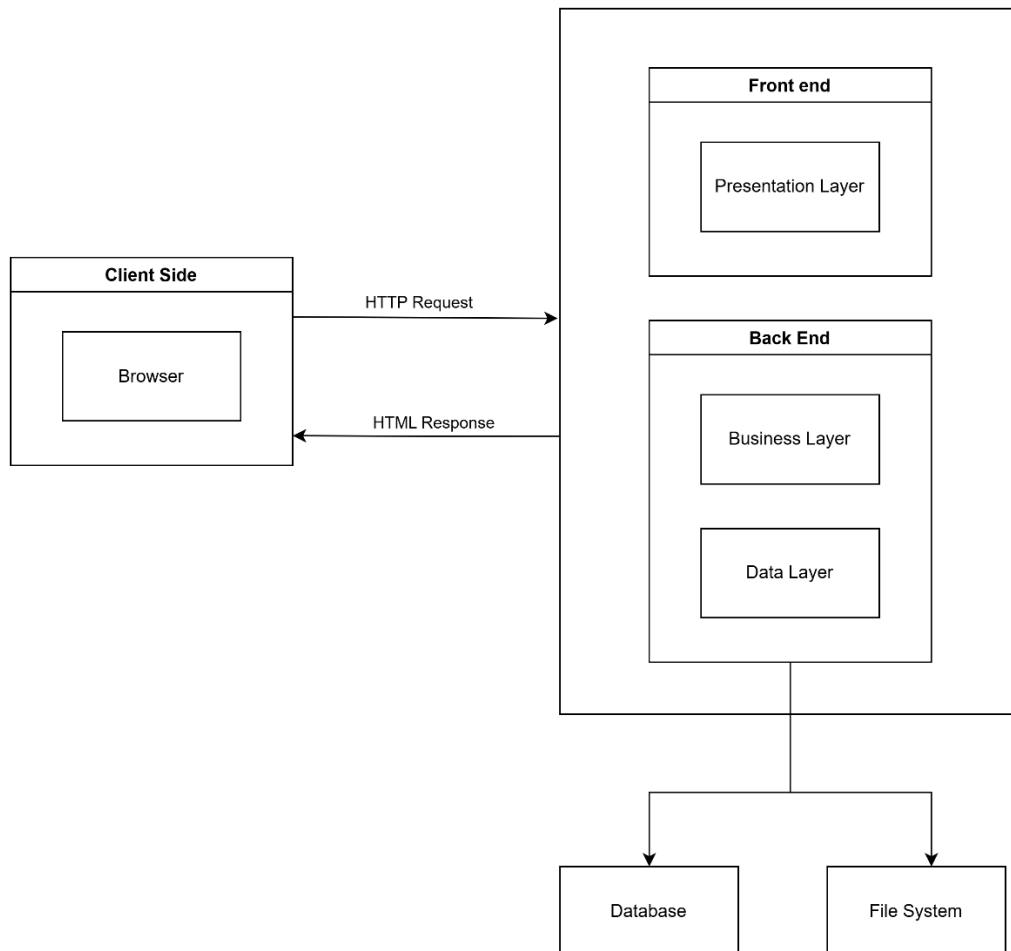 Front end
Presentation Layer
Client Side
HTTP Request
Browser
HTML Response
Back End
Business Layer
Data Layer
Database
File System